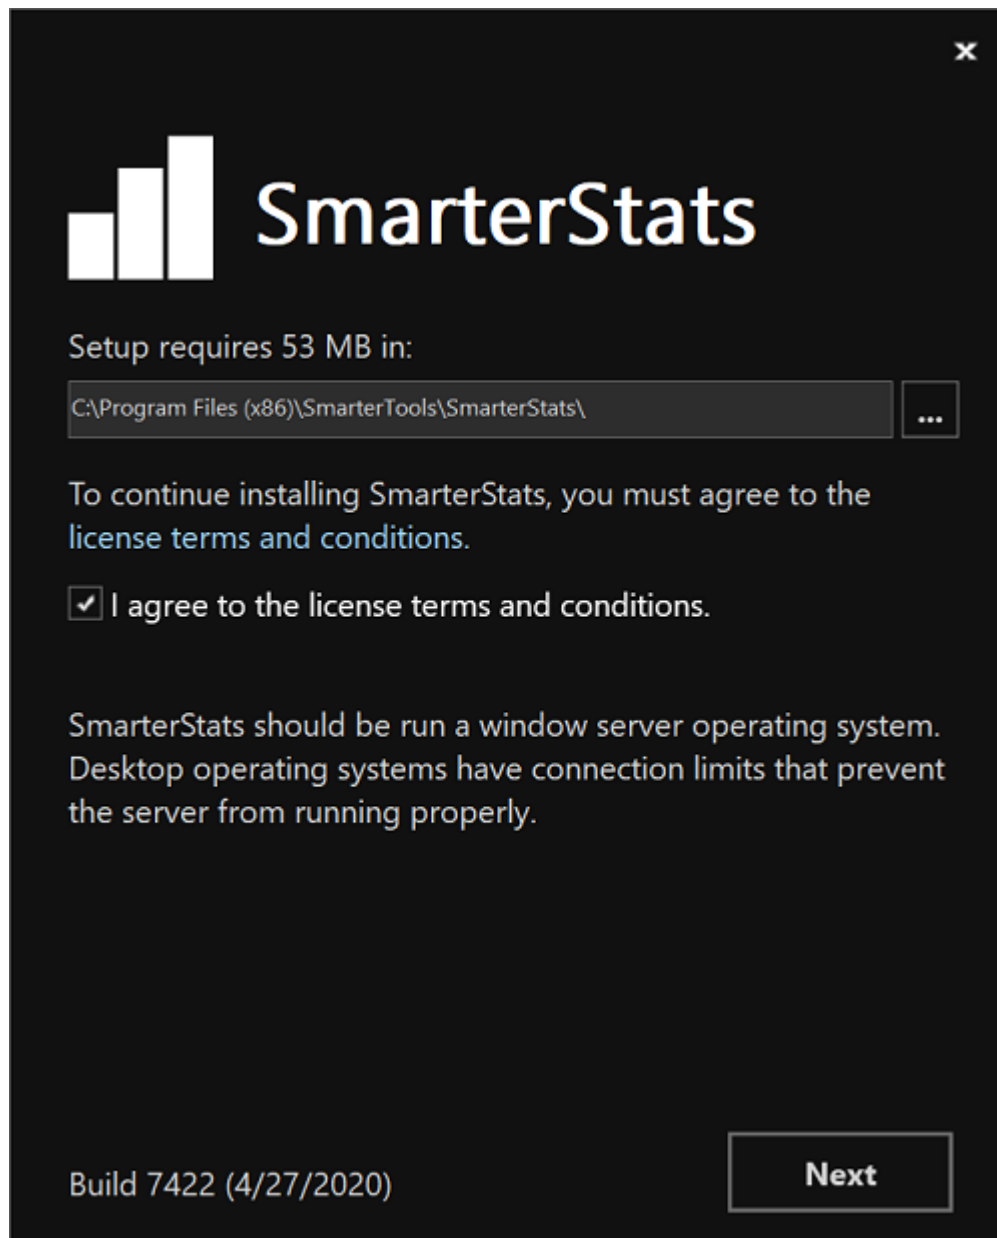 x
SmarterStats
Setup requires 53 MB in:
C:\Program Files (x86)\SmarterTools\SmarterStats\
...
To continue installing SmarterStats, you must agree to the
license terms and conditions.
I agree to the license terms and conditions.
SmarterStats should be run a window server operating system.
Desktop operating systems have connection limits that prevent
the server from running properly.
Build 7422 (4/27/2020)
Next